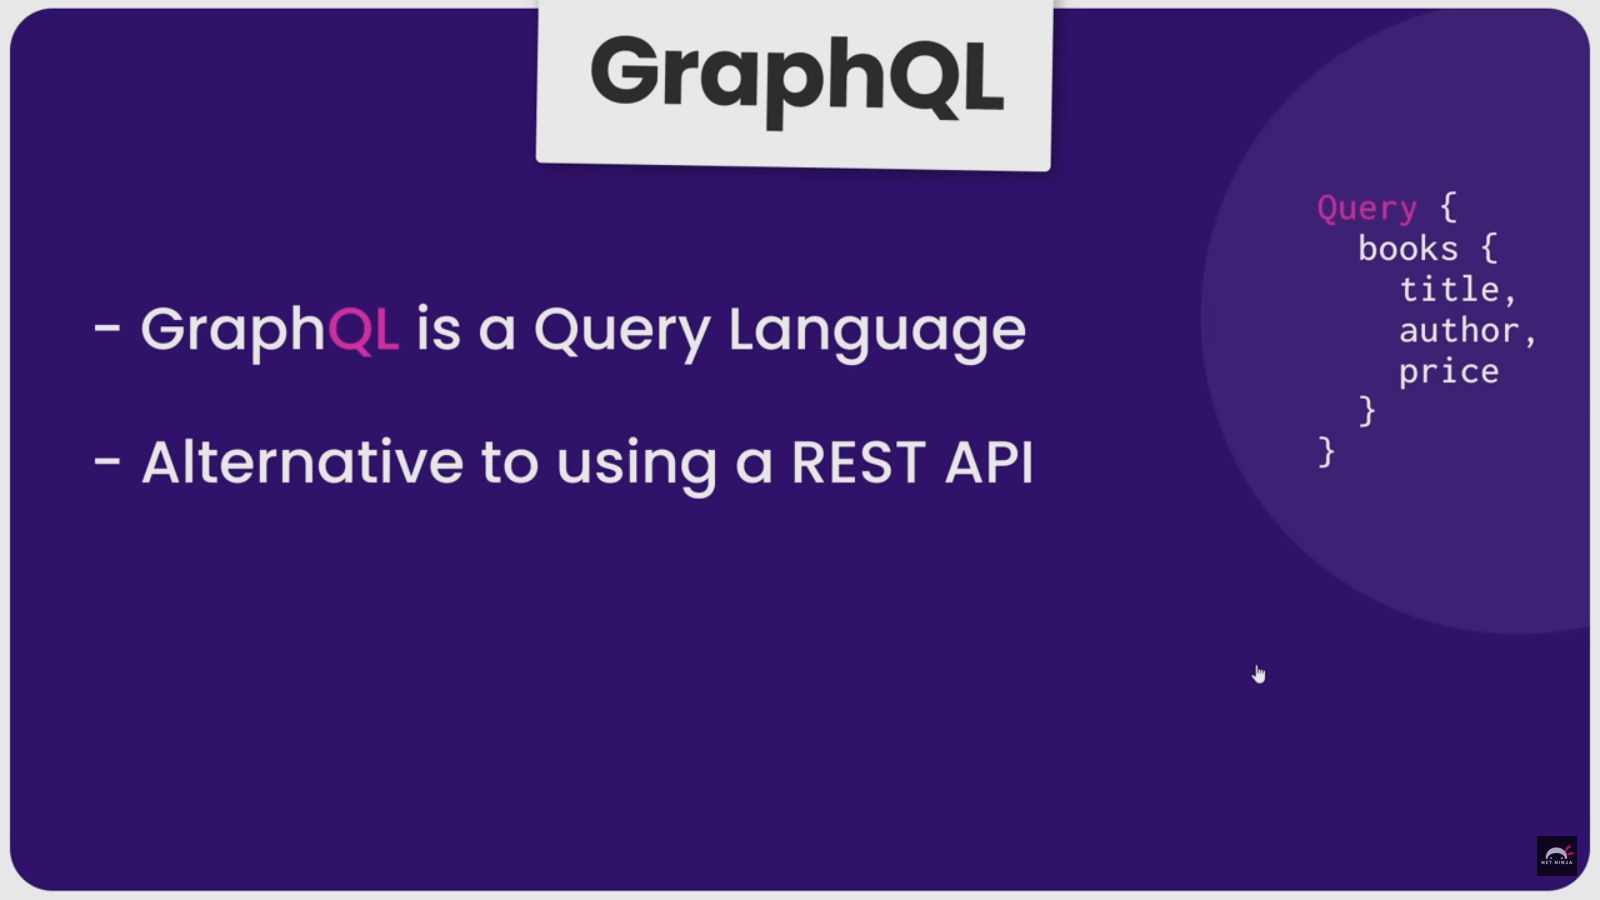 GraphQL
- GraphQL is a Query Language
- Alternative to using a REST API
Query {
books {
title,
author,
price
}
}
NET NINJA